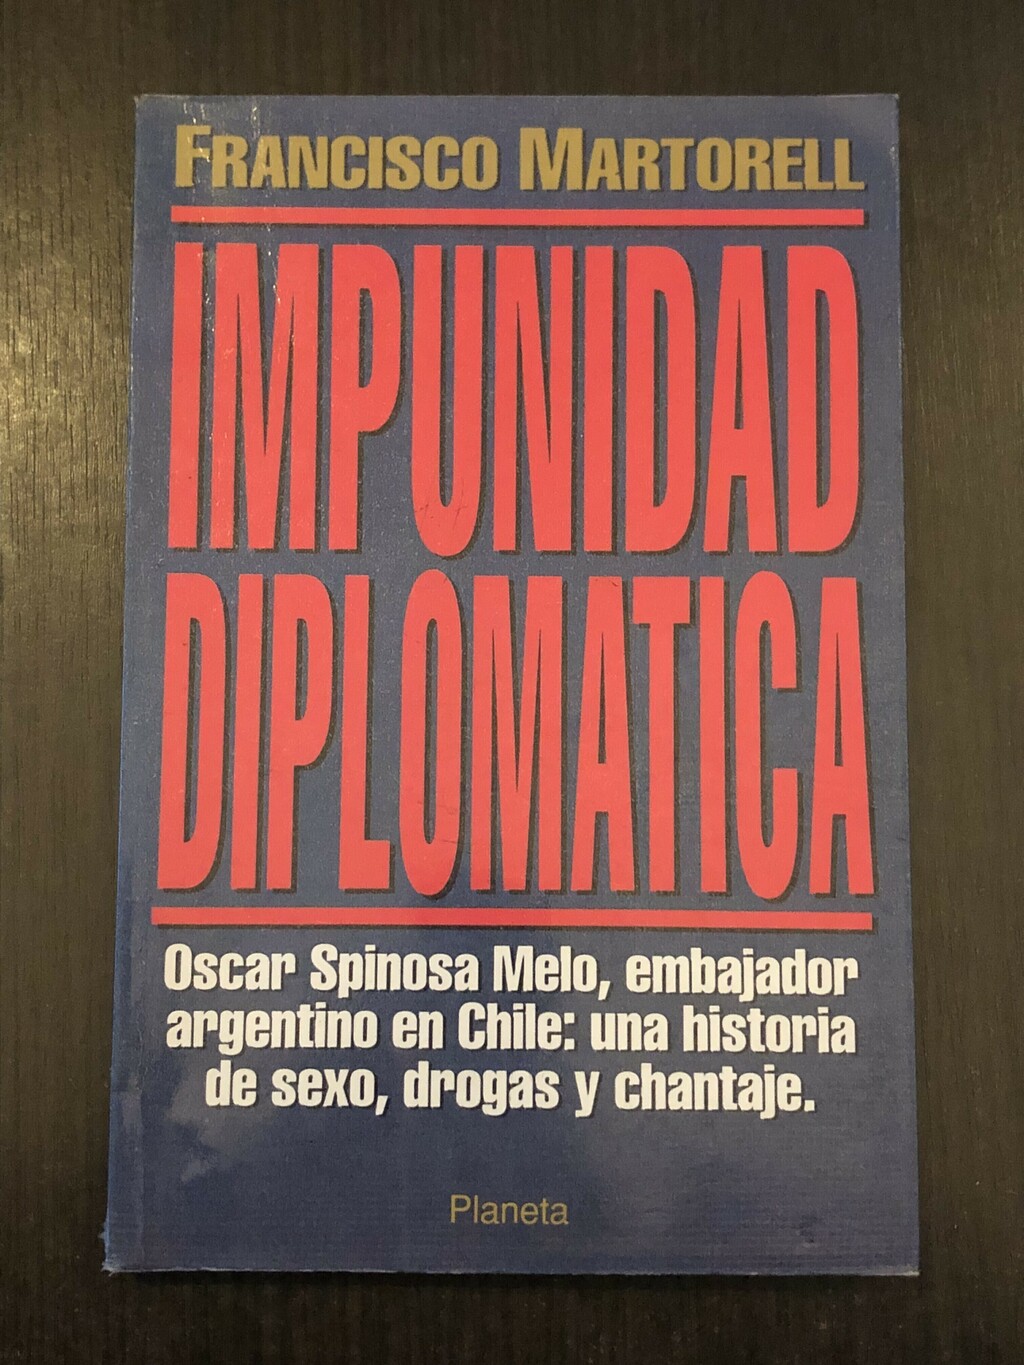 FRANCISCO MARTORELL
IMPUNIDAD
DIPLOMATICA
Oscar Spinosa Melo, embajador
argentino en Chile: una historia
de sexo, drogas y chantaje.
Planeta